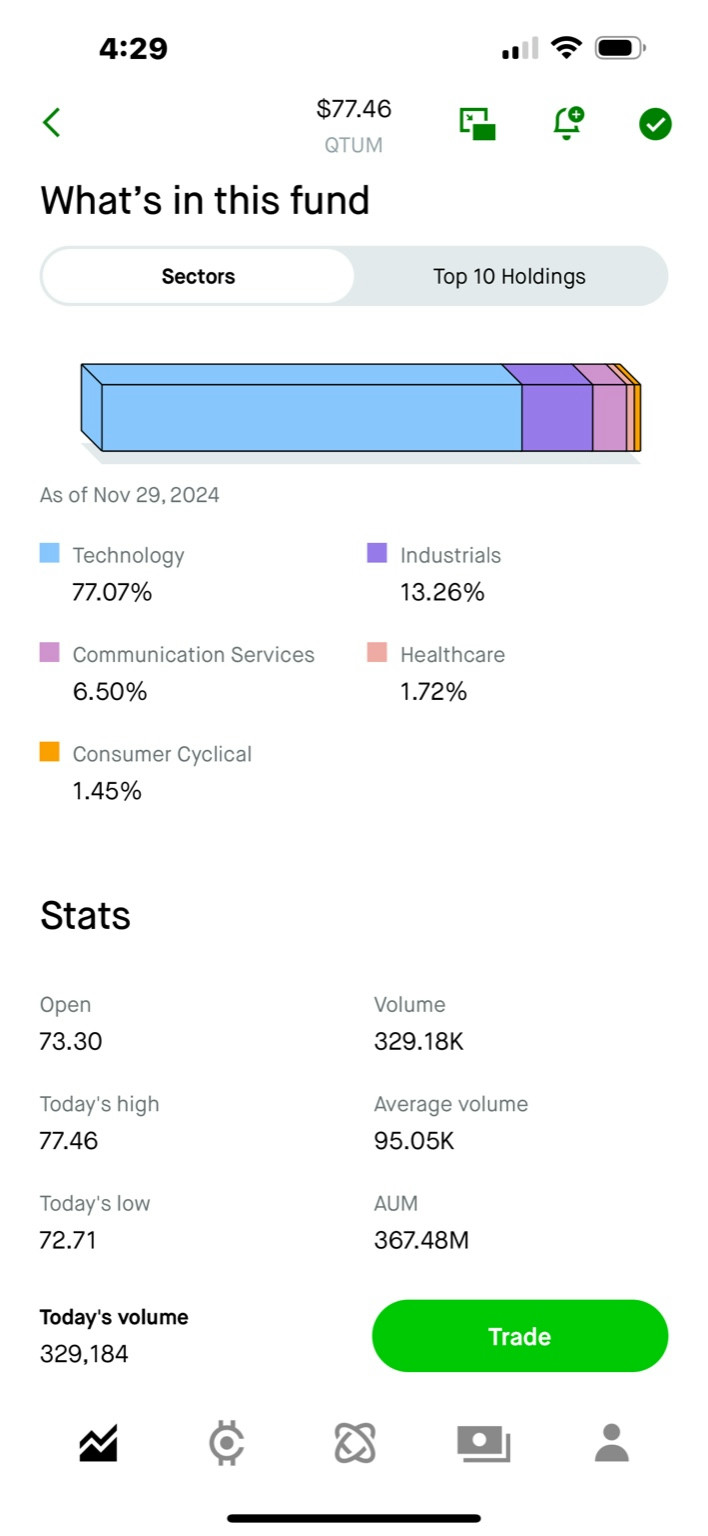 4:29
$77.46
QTUM
What's in this fund
Sectors
Top 10 Holdings
As of Nov 29, 2024
Technology
77.07%
Industrials
13.26%
Communication Services
6.50%
Healthcare
1.72%
Consumer Cyclical
1.45%
Stats
Open
73.30
Volume
329.18K
Today's high
77.46
Average volume
95.05K
Today's low
72.71
AUM
367.48M
Today's volume
329,184
Trade